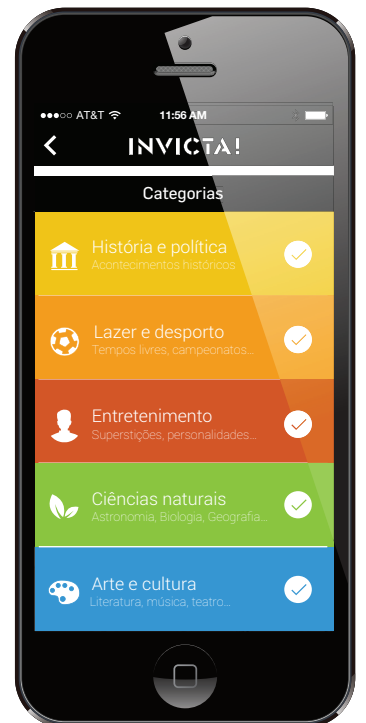 AT&T 11:56 AM
INVICTA!
Categorias
História e política
Acontecimentos históricos
Lazer e desporto
Tempos livres, campeonatos...
Entretenimento
Superstições, personalidades...
Ciências naturais
Astronomia, Biologia, Geografia...
Arte e cultura
Literatura, música, teatro...